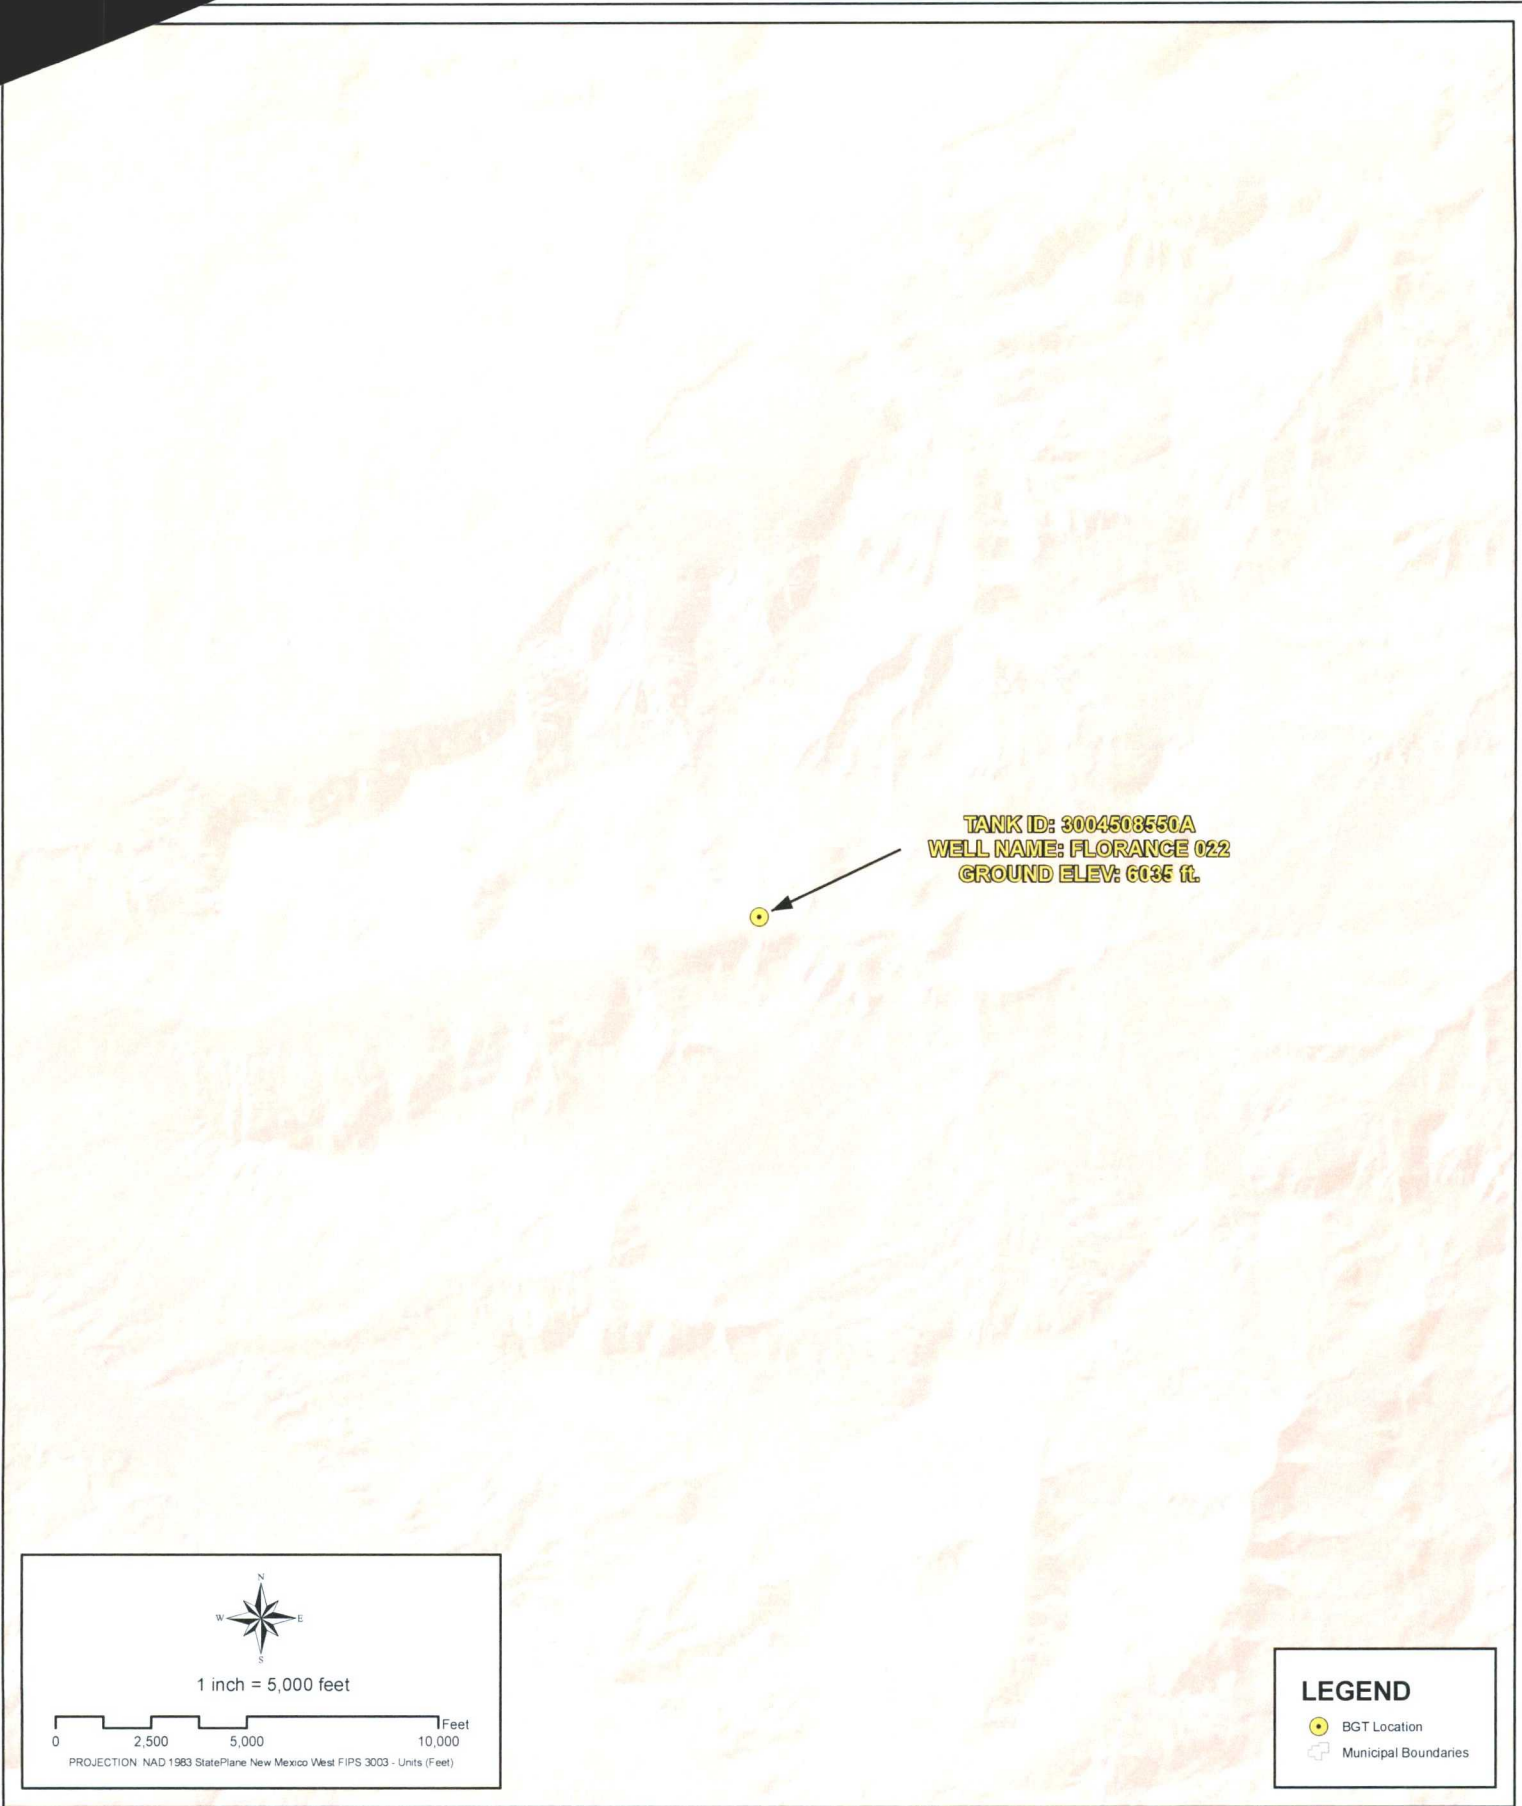 TANK ID: 3004508550A
WELL NAME: FLORANCE 022
GROUND ELEV: 6035 ft.
N
W E
S
1 inch = 5,000 feet
Feet
0 2,500 5,000 10,000
PROJECTION NAD 1983 StatePlane New Mexico West FIPS 3003 - Units (Feet)
LEGEND
BGT Location
Municipal Boundaries